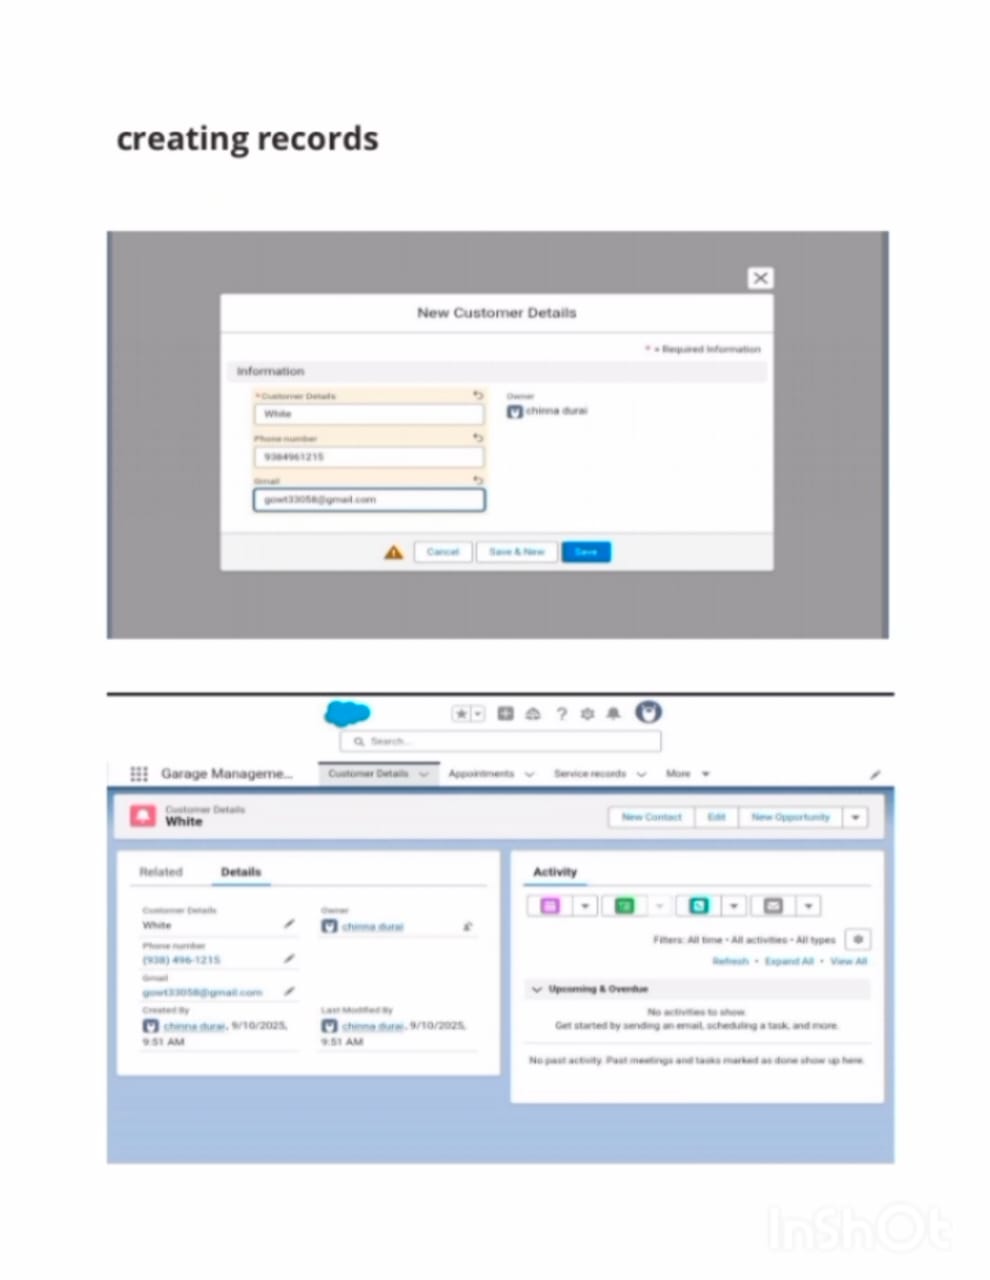 creating records
New Customer Details
* = Required Information
Information
*Customer Details
White
Owner
chinna durai
Phone number
9384961215
Gmail
gowt33058@gmail.com
Cancel
Save & New
Save
Search...
Garage Manageme...
Customer Details
Appointments
Service records
More
Customer Details
White
New Contact
Edit
New Opportunity
Related
Details
Customer Details
White
Owner
chinna durai
Phone number
(938) 496-1215
Gmail
gowt33058@gmail.com
Created By
chinna durai, 9/10/2025,
9:51 AM
Last Modified By
chinna durai, 9/10/2025,
9:51 AM
Activity
Filters: All time • All activities • All types
Refresh • Expand All • View All
Upcoming & Overdue
No activities to show.
Get started by sending an email, scheduling a task, and more.
No past activity. Past meetings and tasks marked as done show up here.
InShOt